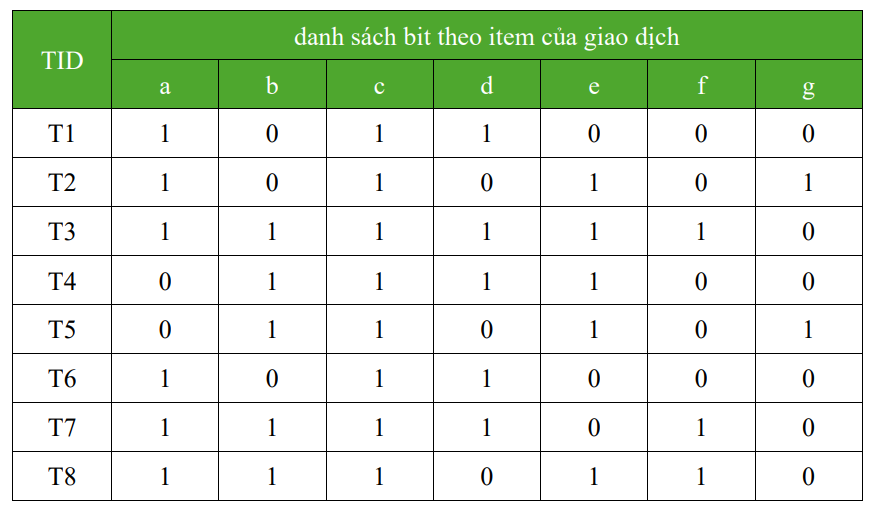 TID danh sách bit theo item của giao dịch
a b c d e f g
T1 1 0 1 1 0 0 0
T2 1 0 1 0 1 0 1
T3 1 1 1 1 1 1 0
T4 0 1 1 1 1 0 0
T5 0 1 1 0 1 0 1
T6 1 0 1 1 0 0 0
T7 1 1 1 1 0 1 0
T8 1 1 1 0 1 1 0